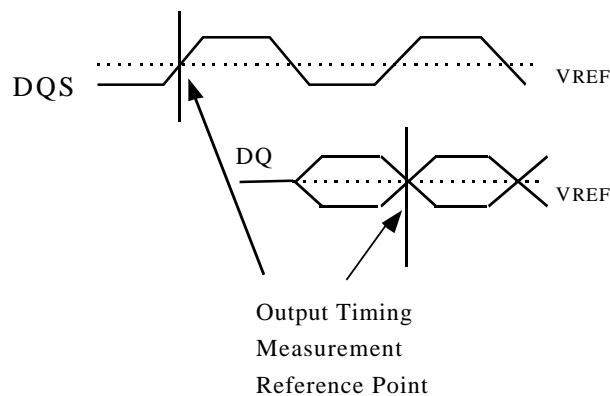 DQS
VREF
DQ
VREF
Output Timing
Measurement
Reference Point